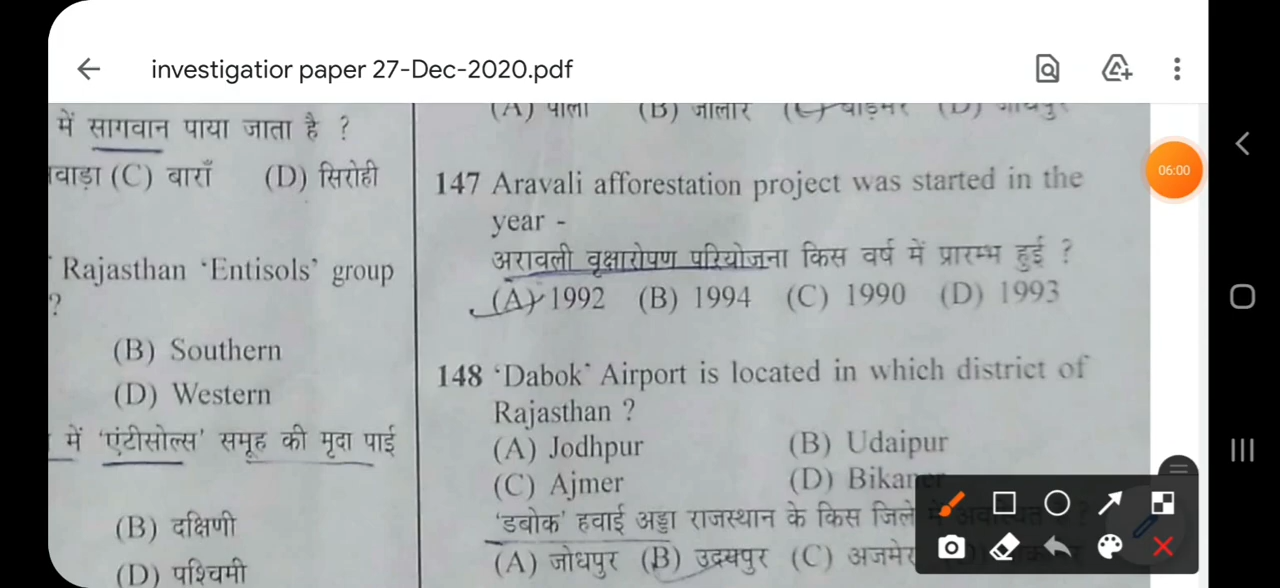 investigatior paper 27-Dec-2020.pdf
06:00
में सागवान पाया जाता है ?
वाड़ा (C) बाराँ (D) सिरोही
Rajasthan ‘Entisols’ group
?
(B) Southern
(D) Western
में ‘एंटीसोल्स’ समूह की मृदा पाई
(B) दक्षिणी
(D) पश्चिमी
(A) पाली (B) जालोर (C) बाड़मेर (D) जोधपुर
147 Aravali afforestation project was started in the
year -
अरावली वृक्षारोपण परियोजना किस वर्ष में प्रारम्भ हुई ?
(A) 1992 (B) 1994 (C) 1990 (D) 1993
148 ‘Dabok’ Airport is located in which district of
Rajasthan ?
(A) Jodhpur (B) Udaipur
(C) Ajmer (D) Bikaner
‘डबोक’ हवाई अड्डा राजस्थान के किस जिले में अवस्थित है ?
(A) जोधपुर (B) उदयपुर (C) अजमेर